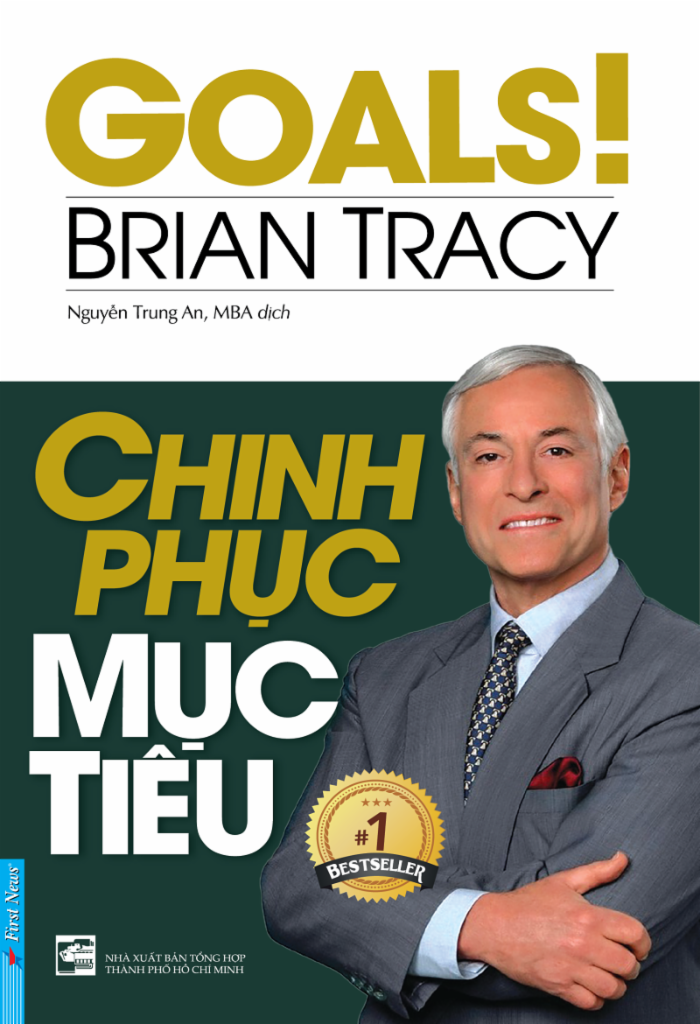 GOALS!
BRIAN TRACY
Nguyễn Trung An, MBA dịch
CHINH
PHỤC
MỤC
TIÊU
#1
BESTSELLER
First News
NHÀ XUẤT BẢN TỔNG HỢP
THÀNH PHỐ HỒ CHÍ MINH